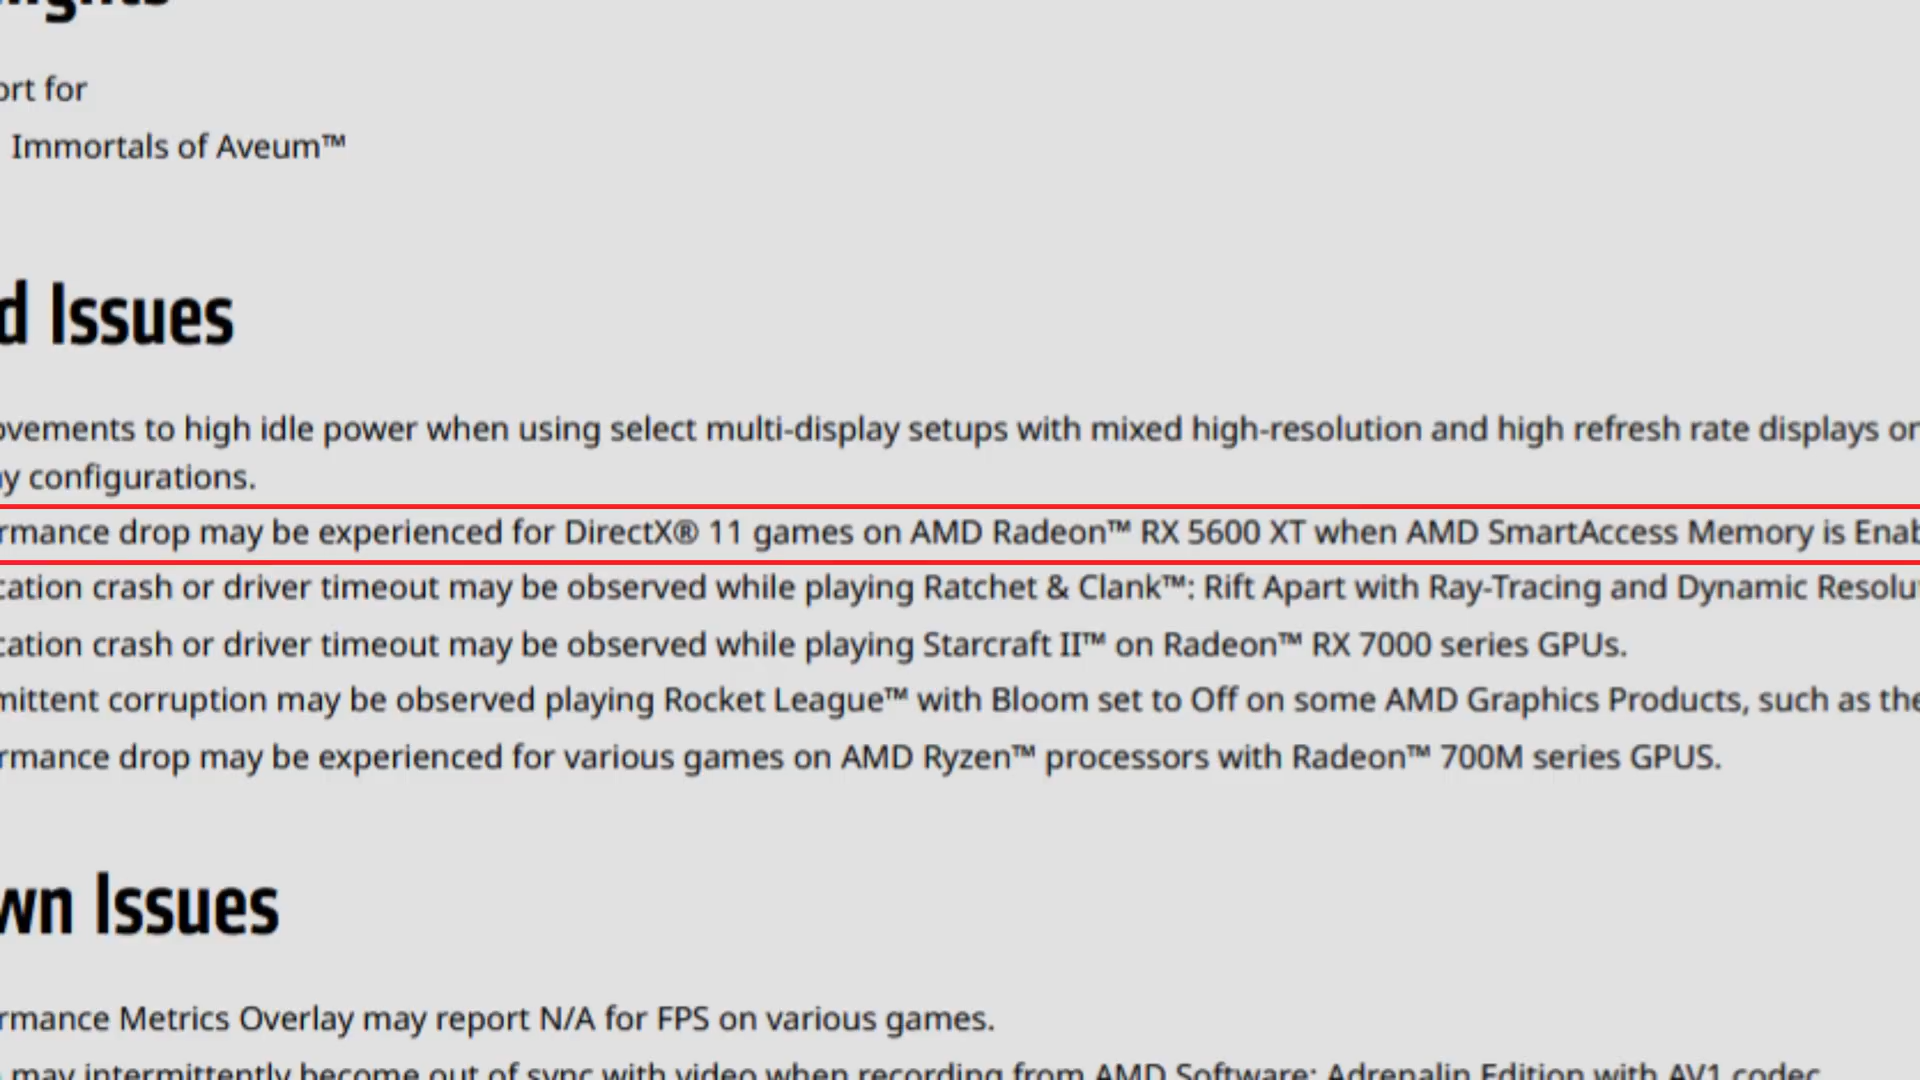 ort for
Immortals of Aveum™
d Issues
ovements to high idle power when using select multi-display setups with mixed high-resolution and high refresh rate displays on
ay configurations.
rmance drop may be experienced for DirectX® 11 games on AMD Radeon™ RX 5600 XT when AMD SmartAccess Memory is Enab
cation crash or driver timeout may be observed while playing Ratchet & Clank™: Rift Apart with Ray-Tracing and Dynamic Resolut
cation crash or driver timeout may be observed while playing Starcraft II™ on Radeon™ RX 7000 series GPUs.
mittent corruption may be observed playing Rocket League™ with Bloom set to Off on some AMD Graphics Products, such as the
rmance drop may be experienced for various games on AMD Ryzen™ processors with Radeon™ 700M series GPUS.
wn Issues
rmance Metrics Overlay may report N/A for FPS on various games.
may intermittently become out of sync with video when recording from AMD Software: Adrenalin Edition with AV1 codec